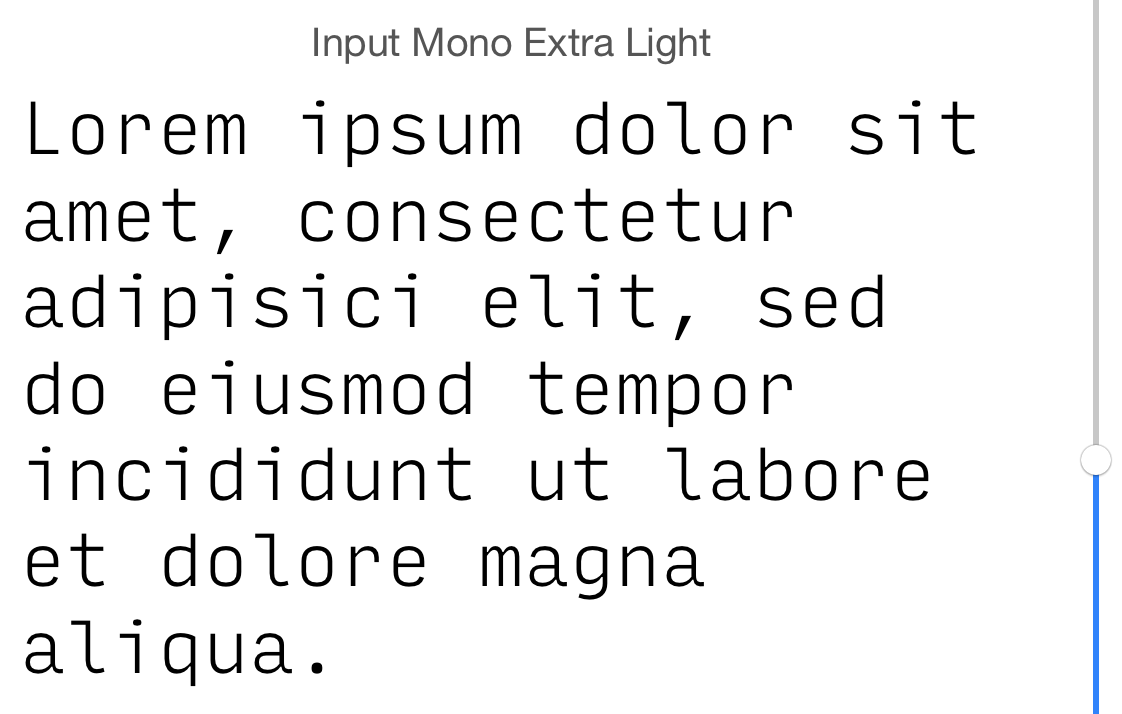 Input Mono Extra Light
Lorem ipsum dolor sit
amet, consectetur
adipisici elit, sed
do eiusmod tempor
incididunt ut labore
et dolore magna
aliqua.